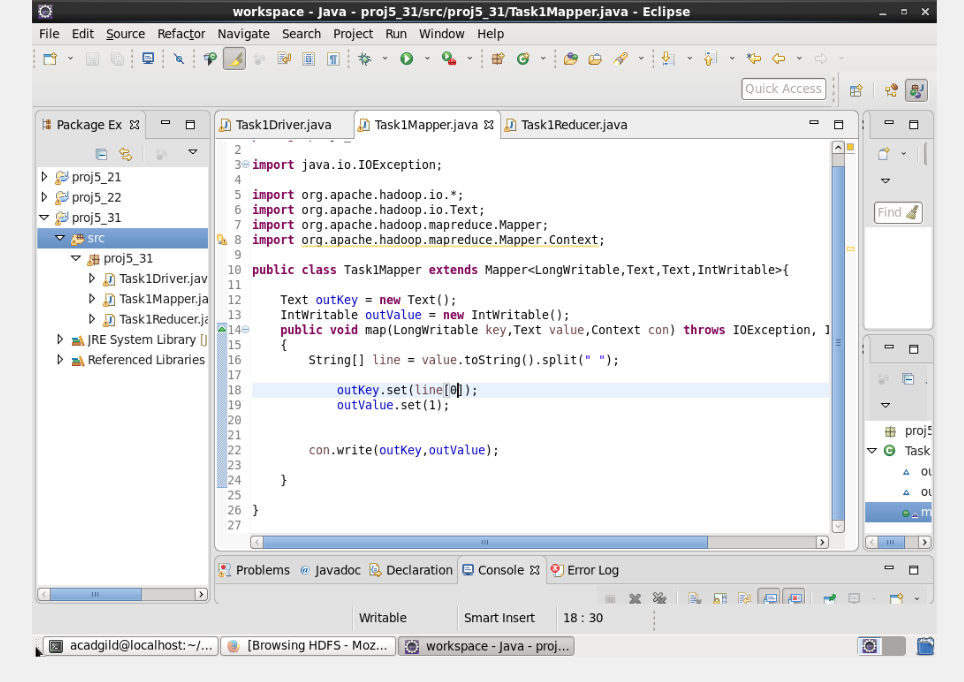 workspace - Java - proj5_31/src/proj5_31/Task1Mapper.java - Eclipse
File Edit Source Refactor Navigate Search Project Run Window Help
Quick Access
Package Ex
Task1Driver.java
Task1Mapper.java
Task1Reducer.java
proj5_21
proj5_22
proj5_31
src
proj5_31
Task1Driver.jav
Task1Mapper.ja
Task1Reducer.ja
JRE System Library [J
Referenced Libraries
2
3 import java.io.IOException;
4
5 import org.apache.hadoop.io.*;
6 import org.apache.hadoop.io.Text;
7 import org.apache.hadoop.mapreduce.Mapper;
8 import org.apache.hadoop.mapreduce.Mapper.Context;
9
10 public class Task1Mapper extends Mapper<LongWritable,Text,Text,IntWritable>{
11
12 Text outKey = new Text();
13 IntWritable outValue = new IntWritable();
14 public void map(LongWritable key,Text value,Context con) throws IOException, I
15 {
16 String[] line = value.toString().split(" ");
17
18 outKey.set(line[0]);
19 outValue.set(1);
20
21
22 con.write(outKey,outValue);
23
24 }
25
26 }
27
Find
proj5
Task
ou
ou
m
Problems @ Javadoc Declaration Console Error Log
Writable Smart Insert 18 : 30
acadgild@localhost:~/... [Browsing HDFS - Moz... workspace - Java - proj...